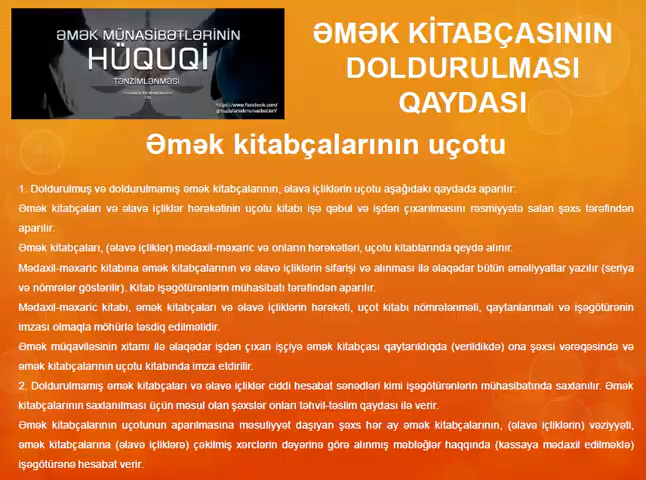 ƏMƏK MÜNASİBƏTLƏRİNİN
HÜQUQİ
TƏNZİMLƏNMƏSİ
https://www.facebook.com/
ƏMƏK KİTABÇASININ
DOLDURULMASI
QAYDASI
Əmək kitabçalarının uçotu
1. Doldurulmuş və doldurulmamış əmək kitabçalarının, əlavə içliklərin uçotu aşağıdakı qaydada aparılır:
Əmək kitabçaları və əlavə içliklər hərəkətinin uçotu kitabı işə qəbul və işdən çıxarılmasını rəsmiyyətə salan şəxs tərəfindən
aparılır.
Əmək kitabçaları, (əlavə içliklər) mədaxil-məxaric və onların hərəkətləri, uçotu kitablarında qeydə alınır.
Mədaxil-məxaric kitabına əmək kitabçalarının və əlavə içliklərin sifarişi və alınması ilə əlaqədar bütün əməliyyatlar yazılır (seriya
və nömrələr göstərilir). Kitab işəgötürənlərin mühasibatı tərəfindən aparılır.
Mədaxil-məxaric kitabı, əmək kitabçaları və əlavə içliklərin hərəkəti, uçot kitabı nömrələnməli, qaytanlanmalı və işəgötürənin
imzası olmaqla möhürlə təsdiq edilməlidir.
Əmək müqaviləsinin xitamı ilə əlaqədar işdən çıxan işçiyə əmək kitabçası qaytarıldıqda (verildikdə) ona şəxsi vərəqəsində və
əmək kitabçalarının uçotu kitabında imza etdirilir.
2. Doldurulmamış əmək kitabçaları və əlavə içliklər ciddi hesabat sənədləri kimi işəgötürənlərin mühasibatında saxlanılır. Əmək
kitabçalarının saxlanılması üçün məsul olan şəxslər onları təhvil-təslim qaydası ilə verir.
Əmək kitabçalarının uçotunun aparılmasına məsuliyyət daşıyan şəxs hər ay əmək kitabçalarının, (əlavə içliklərin) vəziyyəti,
əmək kitabçalarına (əlavə içliklərə) çəkilmiş xərclərin dəyərinə görə alınmış məbləğlər haqqında (kassaya mədaxil edilməklə)
işəgötürənə hesabat verir.